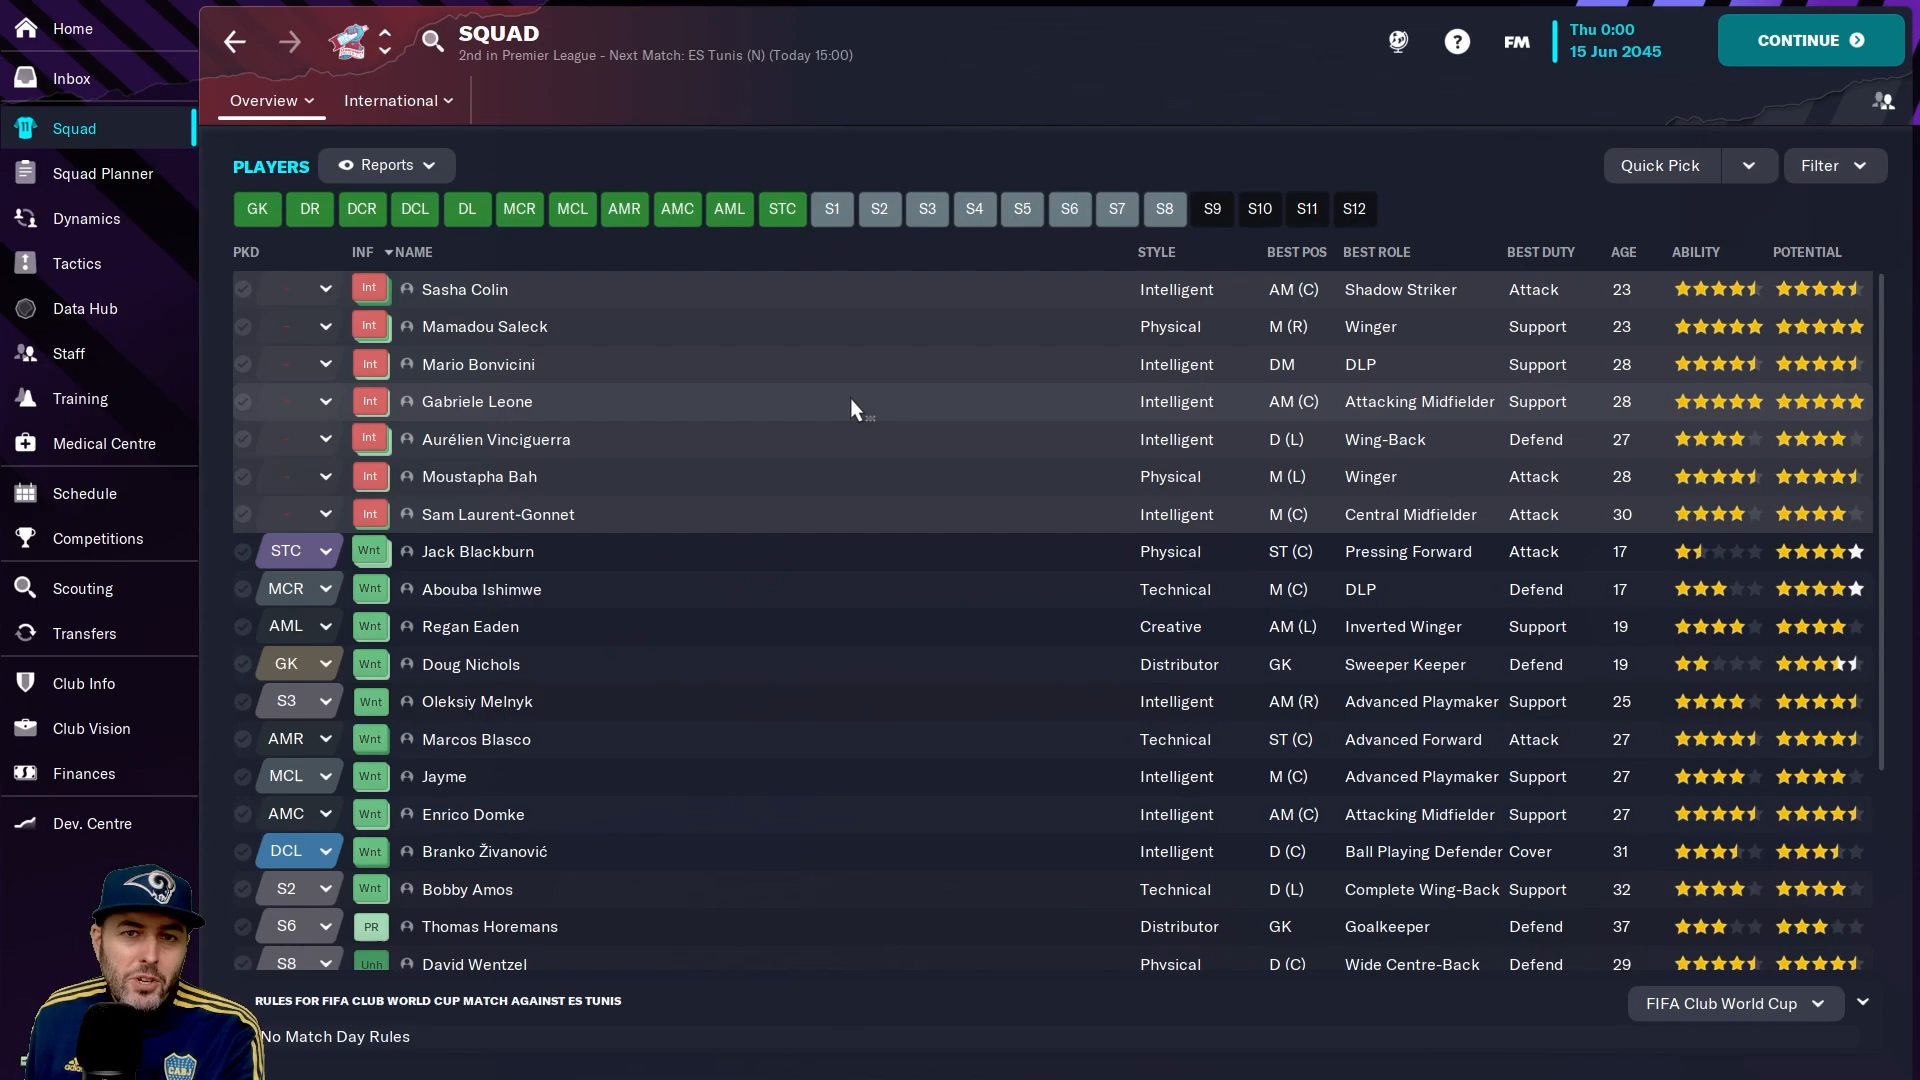 Home
Inbox
Squad
Squad Planner
Dynamics
Tactics
Data Hub
Staff
Training
Medical Centre
Schedule
Competitions
Scouting
Transfers
Club Info
Club Vision
Finances
Dev. Centre
SQUAD
2nd in Premier League - Next Match: ES Tunis (N) (Today 15:00)
FM
Thu 0:00
15 Jun 2045
CONTINUE
Overview International
PLAYERS Reports Quick Pick Filter
GK DR DCR DCL DL MCR MCL AMR AMC AML STC S1 S2 S3 S4 S5 S6 S7 S8 S9 S10 S11 S12
PKD INF NAME STYLE BEST POS BEST ROLE BEST DUTY AGE ABILITY POTENTIAL
- Int Sasha Colin Intelligent AM (C) Shadow Striker Attack 23
- Int Mamadou Saleck Physical M (R) Winger Support 23
- Int Mario Bonvicini Intelligent DM DLP Support 28
- Int Gabriele Leone Intelligent AM (C) Attacking Midfielder Support 28
- Int Aurélien Vinciguerra Intelligent D (L) Wing-Back Defend 27
- Int Moustapha Bah Physical M (L) Winger Attack 28
- Int Sam Laurent-Gonnet Intelligent M (C) Central Midfielder Attack 30
STC Wnt Jack Blackburn Physical ST (C) Pressing Forward Attack 17
MCR Wnt Abouba Ishimwe Technical M (C) DLP Defend 17
AML Wnt Regan Eaden Creative AM (L) Inverted Winger Support 19
GK Wnt Doug Nichols Distributor GK Sweeper Keeper Defend 19
S3 Wnt Oleksiy Melnyk Intelligent AM (R) Advanced Playmaker Support 25
AMR Wnt Marcos Blasco Technical ST (C) Advanced Forward Attack 27
MCL Wnt Jayme Intelligent M (C) Advanced Playmaker Support 27
AMC Wnt Enrico Domke Intelligent AM (C) Attacking Midfielder Support 27
DCL Wnt Branko Živanović Intelligent D (C) Ball Playing Defender Cover 31
S2 Wnt Bobby Amos Technical D (L) Complete Wing-Back Support 32
S6 PR Thomas Horemans Distributor GK Goalkeeper Defend 37
S8 Unh David Wentzel Physical D (C) Wide Centre-Back Defend 29
RULES FOR FIFA CLUB WORLD CUP MATCH AGAINST ES TUNIS
FIFA Club World Cup
No Match Day Rules
CABJ